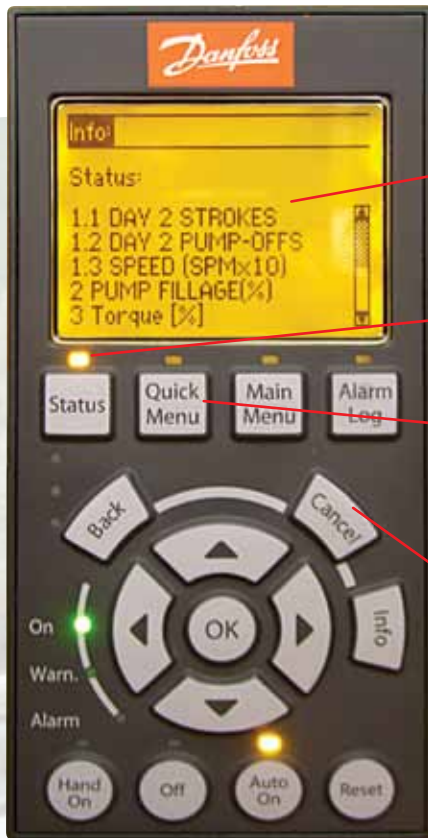 Danfoss
Info:
Status:
1.1 DAY 2 STROKES
1.2 DAY 2 PUMP-OFFS
1.3 SPEED (SPMx10)
2 PUMP FILLAGE(%)
3 Torque [%]
Status
Quick Menu
Main Menu
Alarm Log
Back
Cancel
OK
Info
On
Warn.
Alarm
Hand On
Off
Auto On
Reset